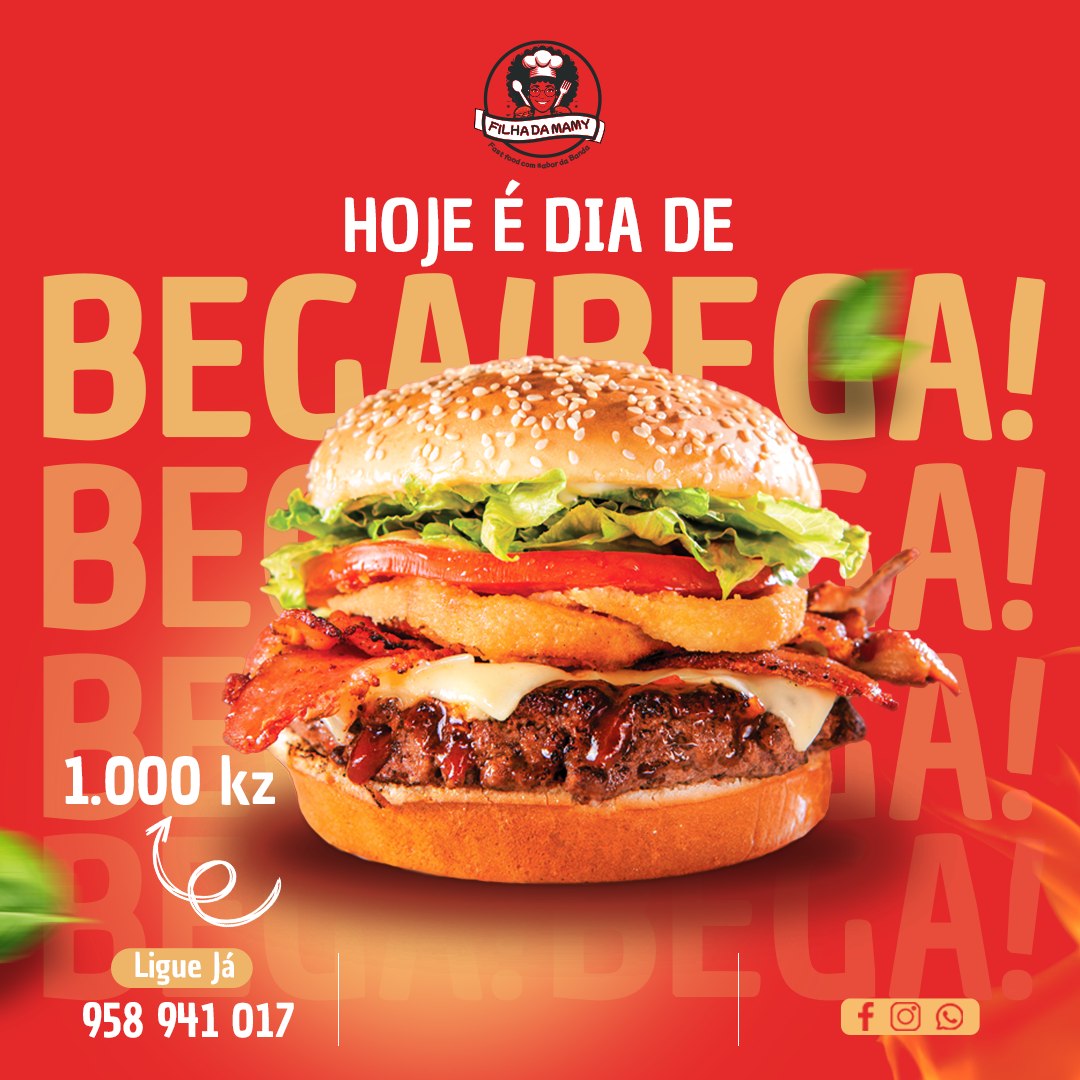 FILHA DA MAMY
Fast food com sabor da Banda
HOJE É DIA DE
BEGA!BEGA!
BEGA!BEGA!
BEGA!BEGA!
1.000 kz
BEGA!BEGA!
Ligue Já
958 941 017